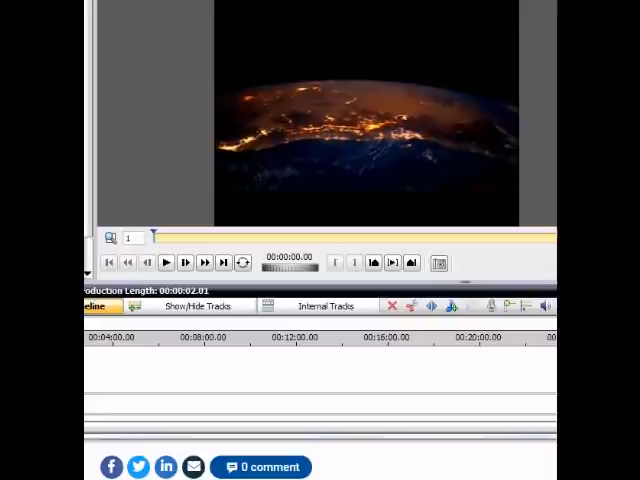 1
00:00:00.00
oduction Length: 00:00:02.01
eline Show/Hide Tracks Internal Tracks
00:04:00.00 00:08:00.00 00:12:00.00 00:16:00.00 00:20:00.00 00
0 comment